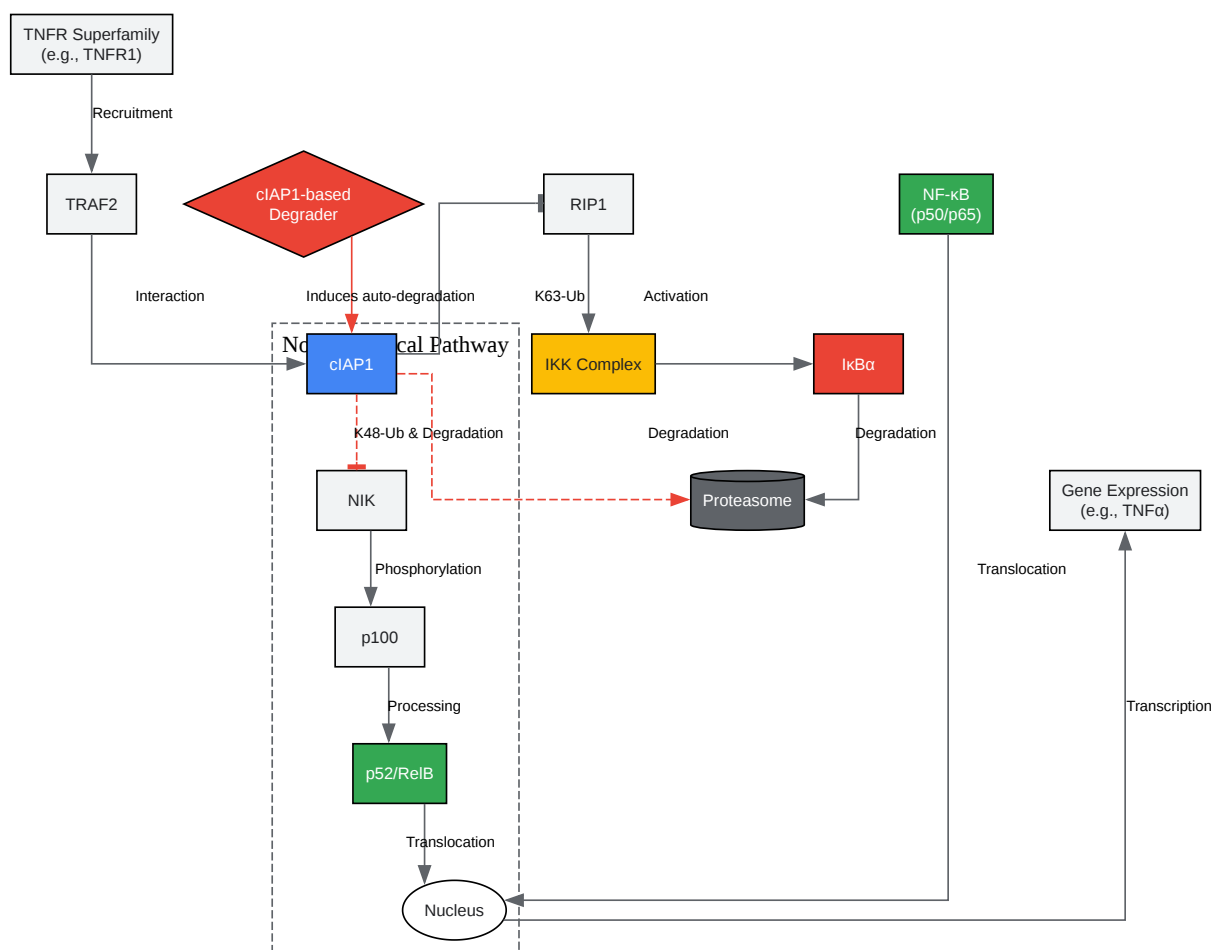 TNFR Superfamily
(e.g., TNFR1)
Recruitment
TRAF2
cIAP1-based
Degrader
RIP1
NF-κB
(p50/p65)
Interaction
Induces auto-degradation
K63-Ub
Activation
cal Pathway
cIAP1
IKK Complex
IκBα
K48-Ub & Degradation
Degradation
Degradation
NIK
Proteasome
Gene Expression
(e.g., TNFα)
Phosphorylation
Translocation
p100
Processing
Transcription
p52/RelB
Translocation
Nucleus